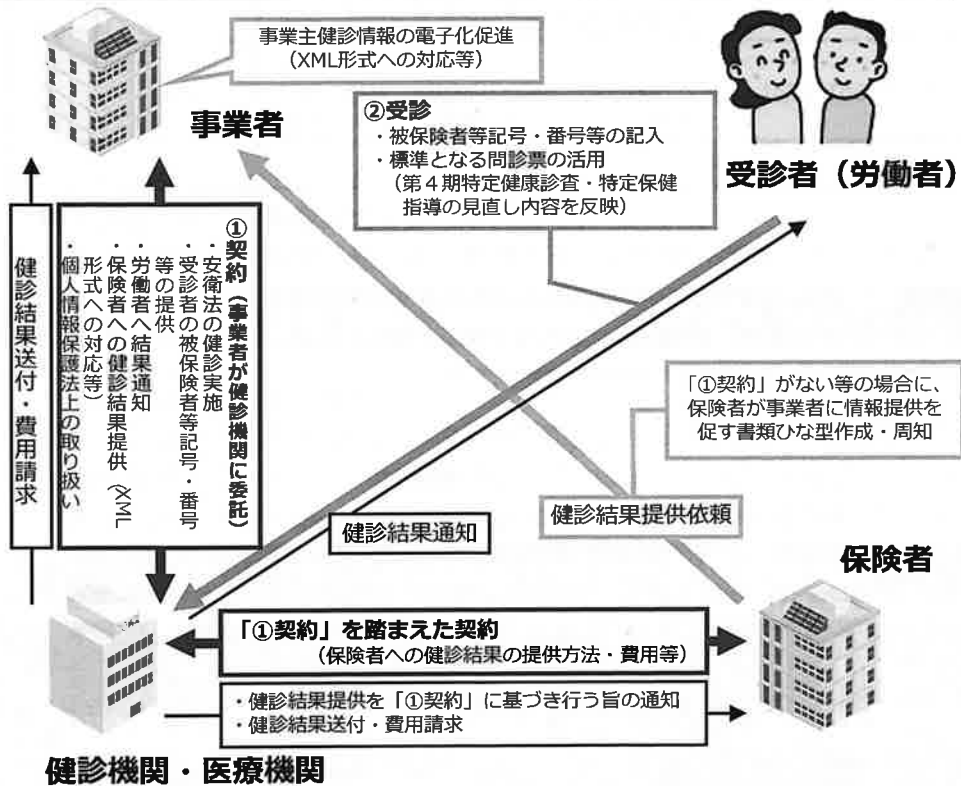 事業主健診情報の電子化促進
（XML形式への対応等）
事業者
②受診
・被保険者等記号・番号等の記入
・標準となる問診票の活用
（第４期特定健康診査・特定保健
指導の見直し内容を反映）
受診者（労働者）
健診結果送付・費用請求
①契約（事業者が健診機関に委託）
・安衛法の健診実施
・受診者の被保険者等記号・番号
等の提供
・労働者へ結果通知
・保険者への健診結果提供（XML
形式への対応等）
・個人情報保護法上の取り扱い
「①契約」がない等の場合に、
保険者が事業者に情報提供を
促す書類ひな型作成・周知
健診結果通知
健診結果提供依頼
保険者
「①契約」を踏まえた契約
（保険者への健診結果の提供方法・費用等）
・健診結果提供を「①契約」に基づき行う旨の通知
・健診結果送付・費用請求
健診機関・医療機関